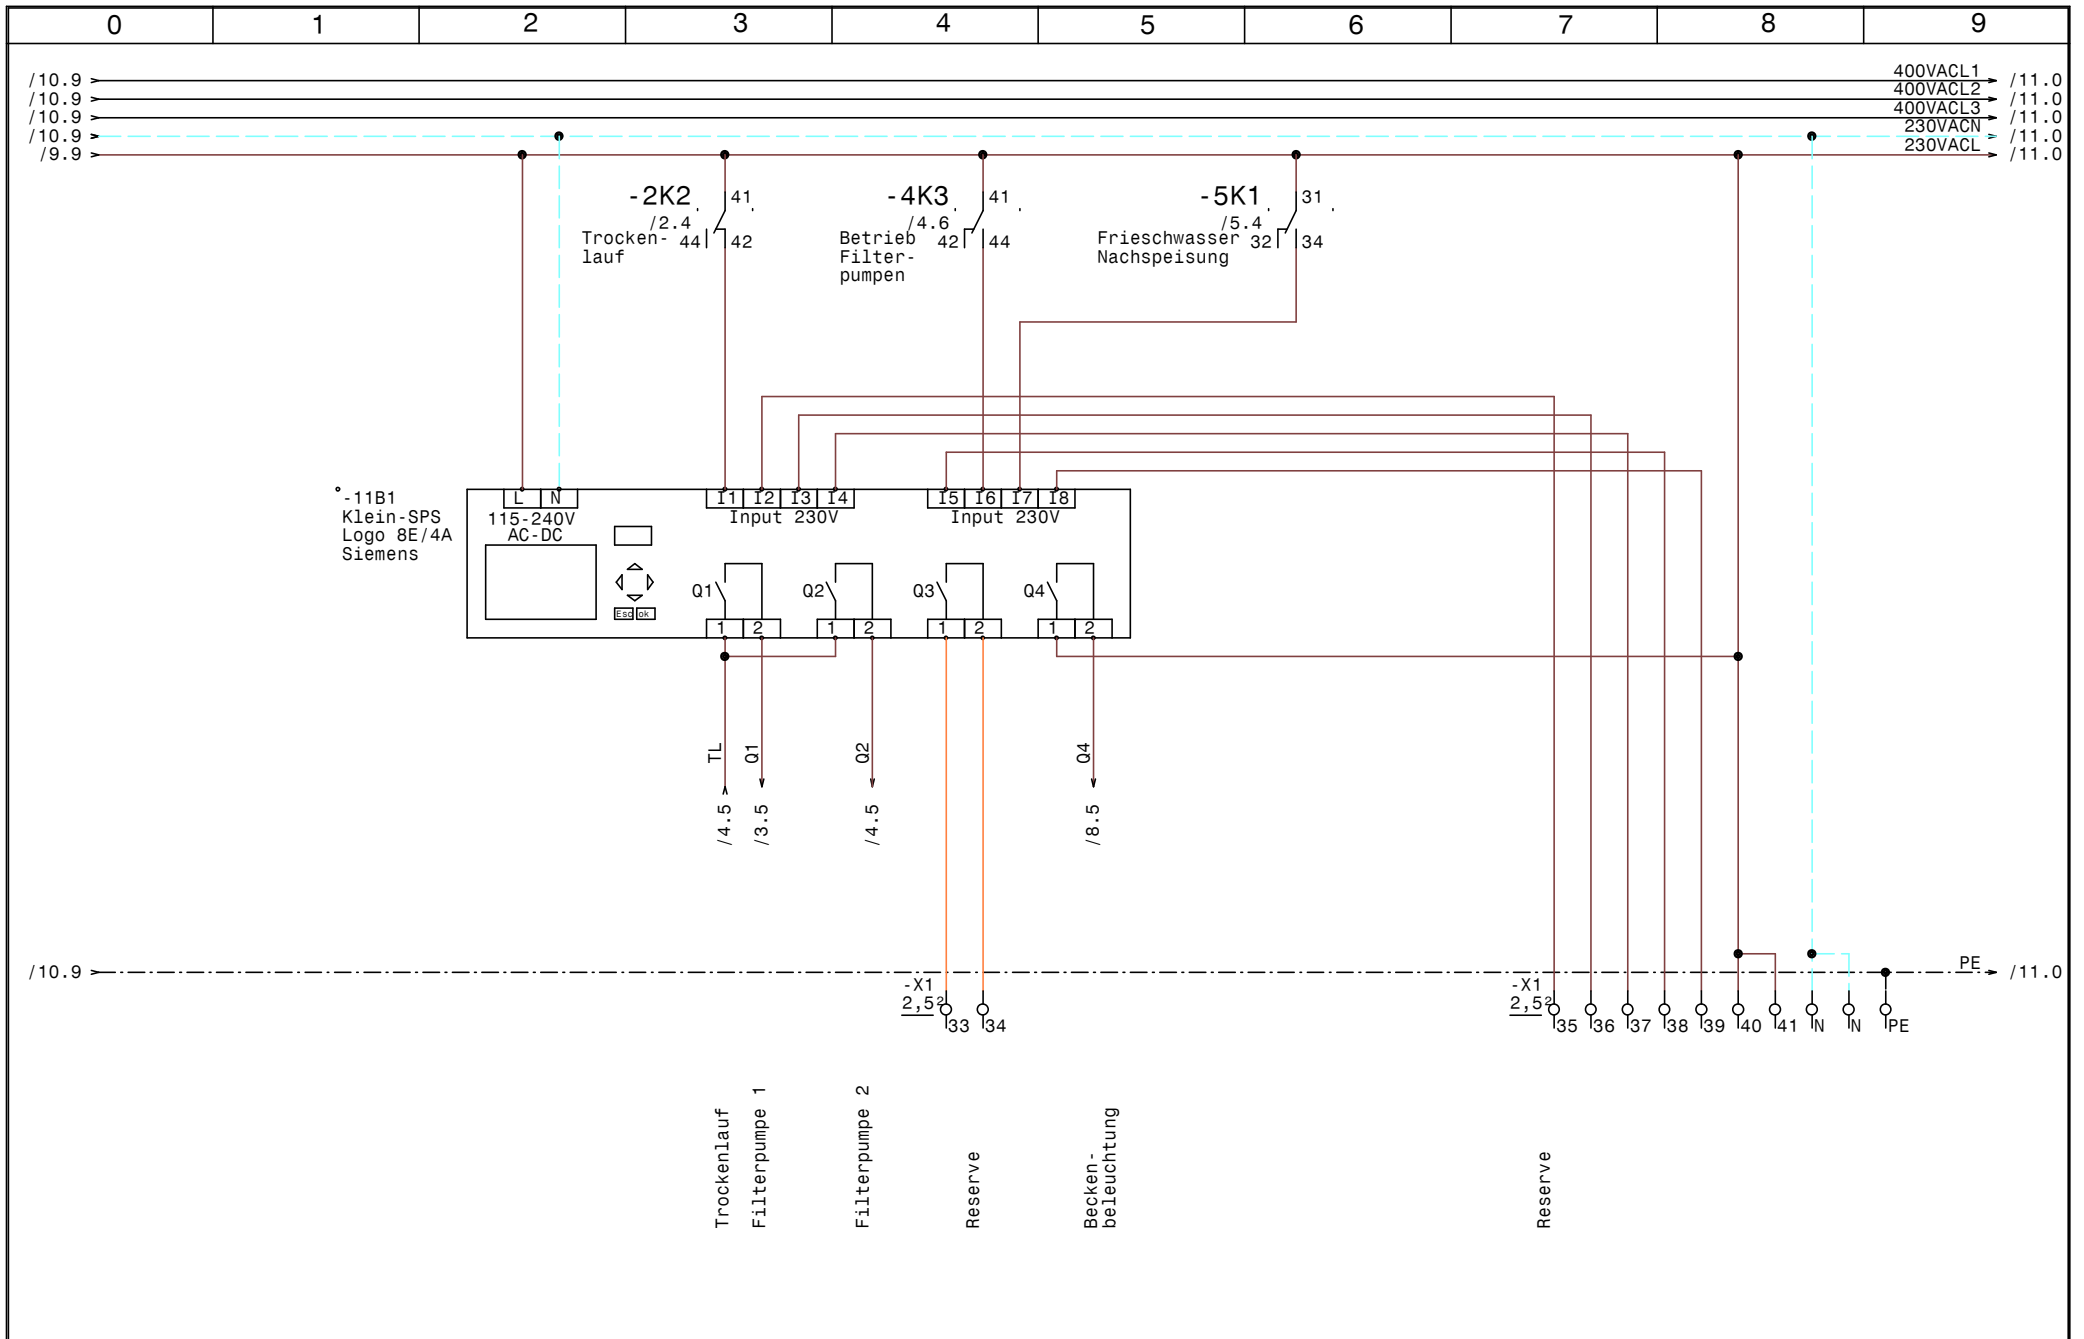 0 1 2 3 4 5 6 7 8 9
/10.9 400VACL1 /11.0
/10.9 400VACL2 /11.0
/10.9 400VACL3 /11.0
/10.9 230VACN /11.0
/9.9 230VACL /11.0
-2K2 41
/2.4
Trocken- 44 42
lauf
-4K3 41
/4.6
Betrieb 42 44
Filter-
pumpen
-5K1 31
/5.4
Frieschwasser 32 34
Nachspeisung
-11B1
Klein-SPS
Logo 8E/4A
Siemens
L N
115-240V
AC-DC
I1 I2 I3 I4
Input 230V
I5 I6 I7 I8
Input 230V
Esc ok
Q1 Q2 Q3 Q4
1 2 1 2 1 2 1 2
TL Q1 Q2 Q4
/4.5 /3.5 /4.5 /8.5
/10.9 PE /11.0
-X1
2,5²
33 34
-X1
2,5²
35 36 37 38 39 40 41 N N PE
Trockenlauf
Filterpumpe 1
Filterpumpe 2
Reserve
Becken-
beleuchtung
Reserve